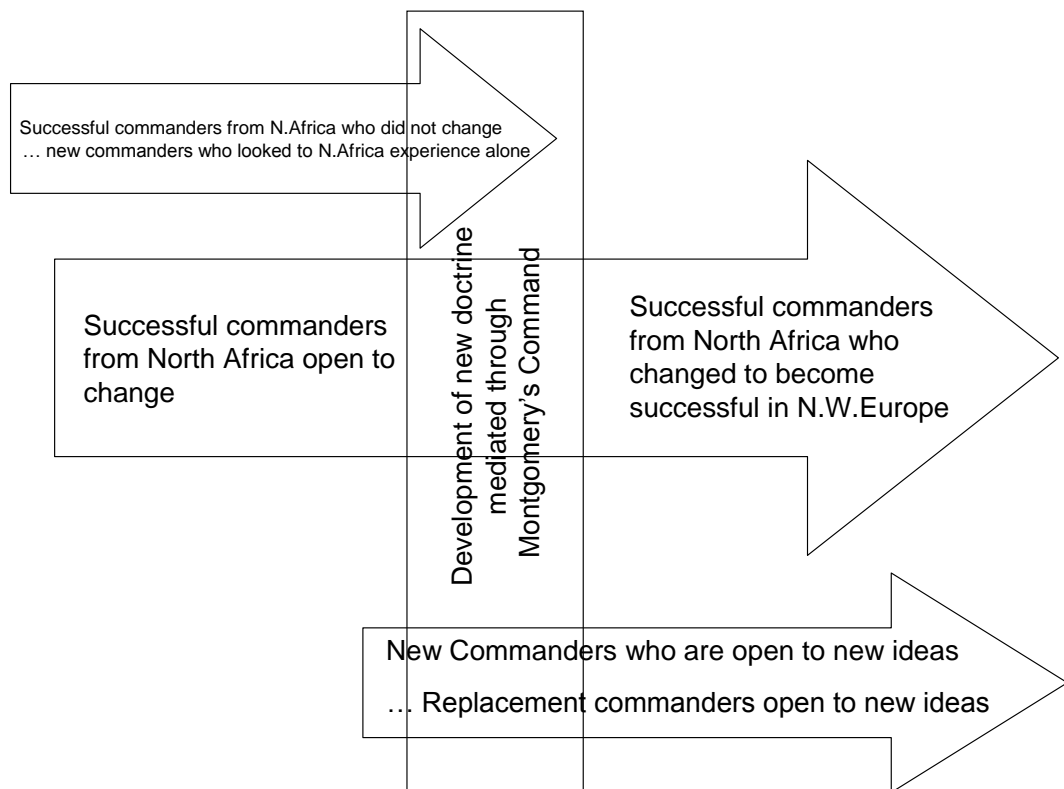 Successful commanders from N.Africa who did not change
… new commanders who looked to N.Africa experience alone
Successful commanders
from North Africa open to
change
Development of new doctrine
mediated through
Montgomery's Command
Successful commanders
from North Africa who
changed to become
successful in N.W.Europe
New Commanders who are open to new ideas
… Replacement commanders open to new ideas